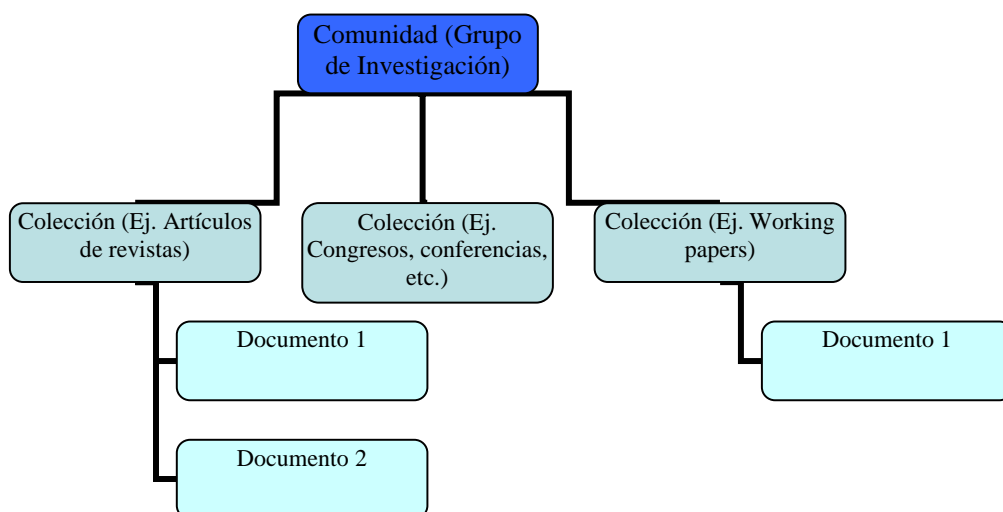 Comunidad (Grupo
de Investigación)
Colección (Ej. Artículos
de revistas)
Colección (Ej.
Congresos, conferencias,
etc.)
Colección (Ej. Working
papers)
Documento 1
Documento 1
Documento 2